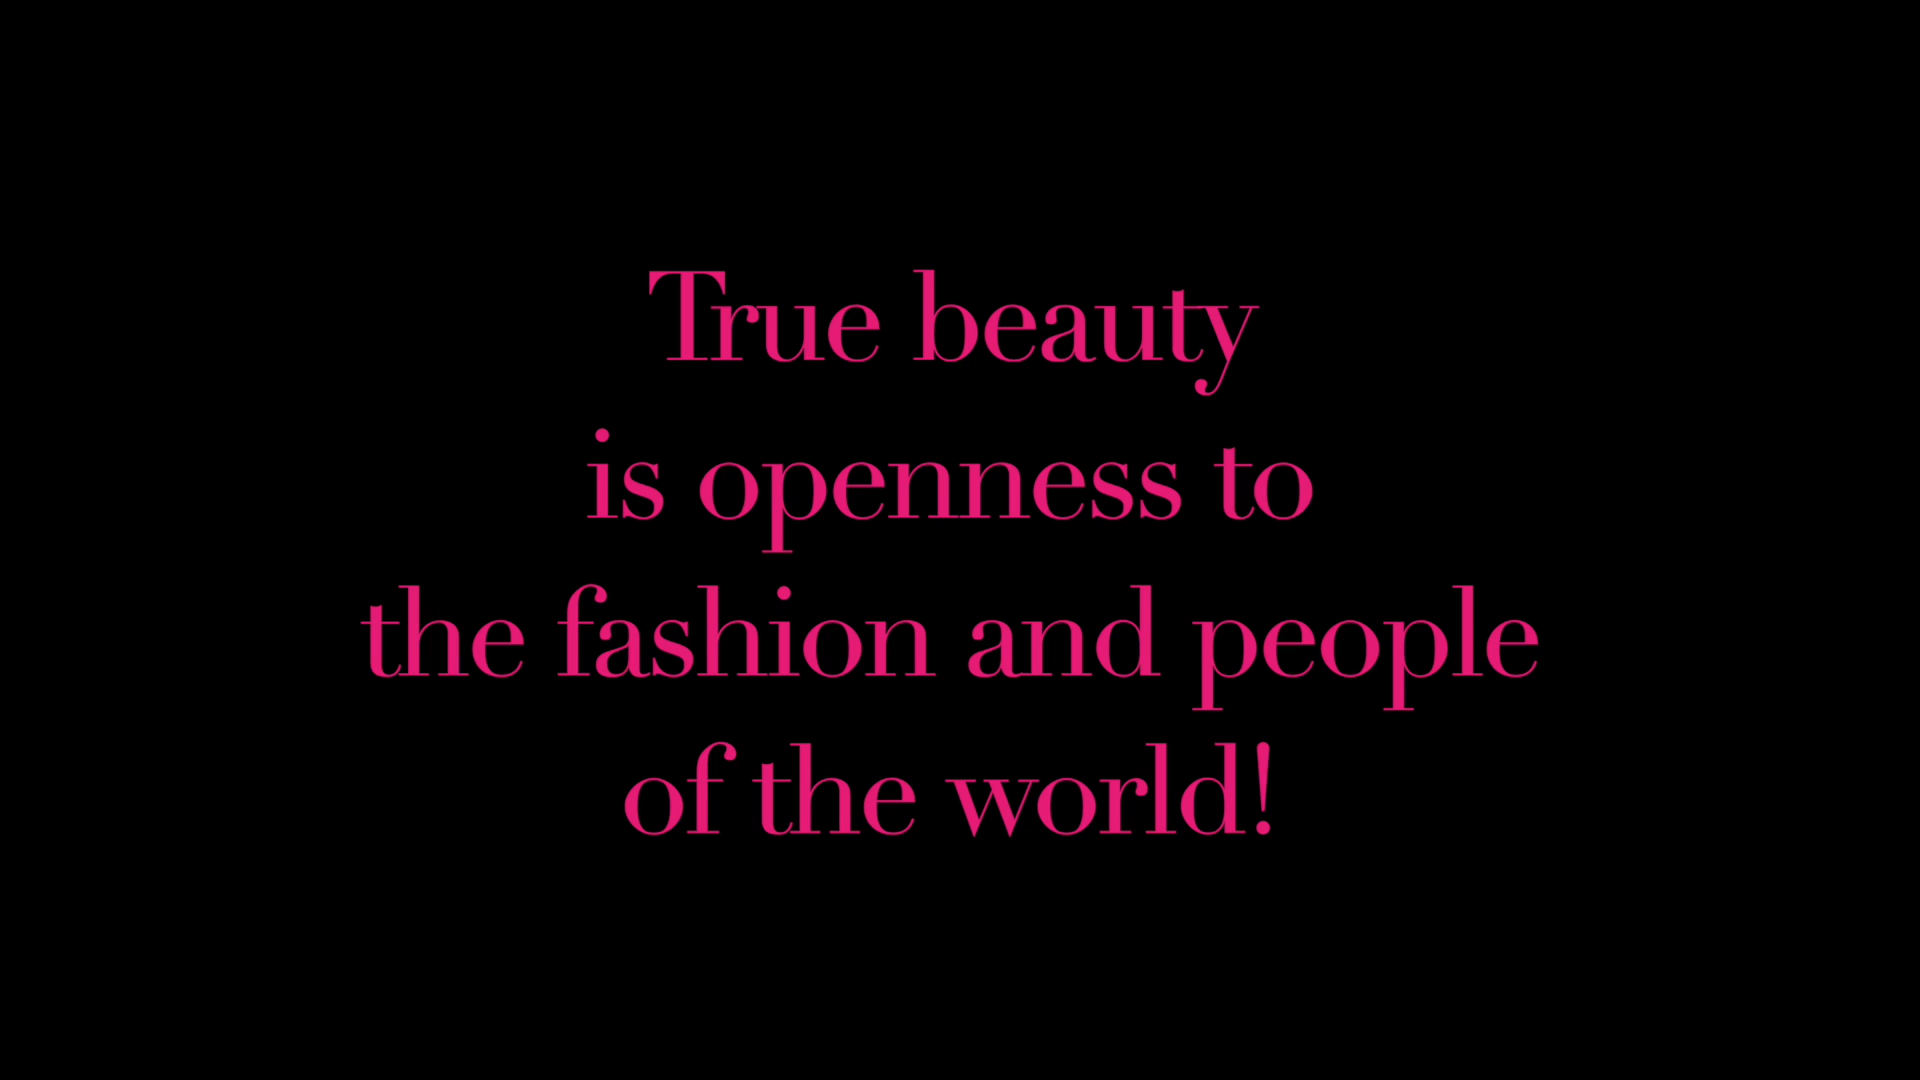 True beauty
is openness to
the fashion and people
of the world!